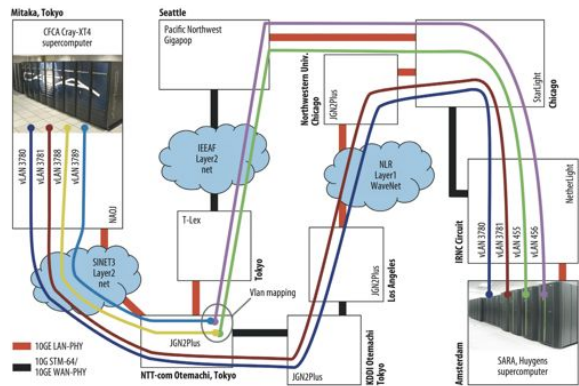 Mitaka, Tokyo
CFCA Cray-XT4
supercomputer
vLAN 3780
vLAN 3781
vLAN 3788
vLAN 3789
NAOJ
SINET3
Layer2
net
10GE LAN-PHY
10G STM-64/
10GE WAN-PHY
Seattle
Pacific Northwest
Gigapop
IEEAF
Layer2
net
T-Lex
Tokyo
Vlan mapping
JGN2Plus
NTT-com Otemachi, Tokyo
Northwestern Univ.
Chicago
JGN2Plus
NLR
Layer1
WaveNet
JGN2Plus
Los Angeles
JGN2Plus
KDDI Otemachi
Tokyo
StarLight
Chicago
IRNC Circuit
NetherLight
vLAN 3780
vLAN 3781
vLAN 455
vLAN 456
Amsterdam
SARA, Huygens
supercomputer